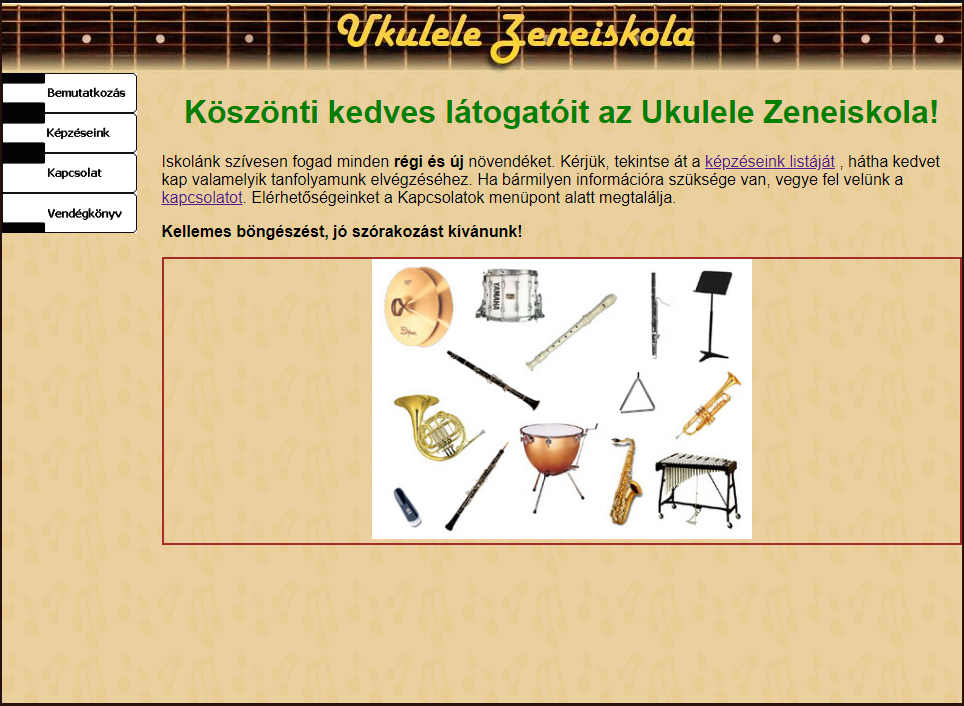 Ukulele Zeneiskola
Bemutatkozás
Képzéseink
Kapcsolat
Vendégkönyv
Köszönti kedves látogatóit az Ukulele Zeneiskola!
Iskolánk szívesen fogad minden régi és új növendéket. Kérjük, tekintse át a képzéseink listáját , hátha kedvet
kap valamelyik tanfolyamunk elvégzéséhez. Ha bármilyen információra szüksége van, vegye fel velünk a
kapcsolatot. Elérhetőségeinket a Kapcsolatok menüpont alatt megtalálja.
Kellemes böngészést, jó szórakozást kívánunk!
YAMAHA